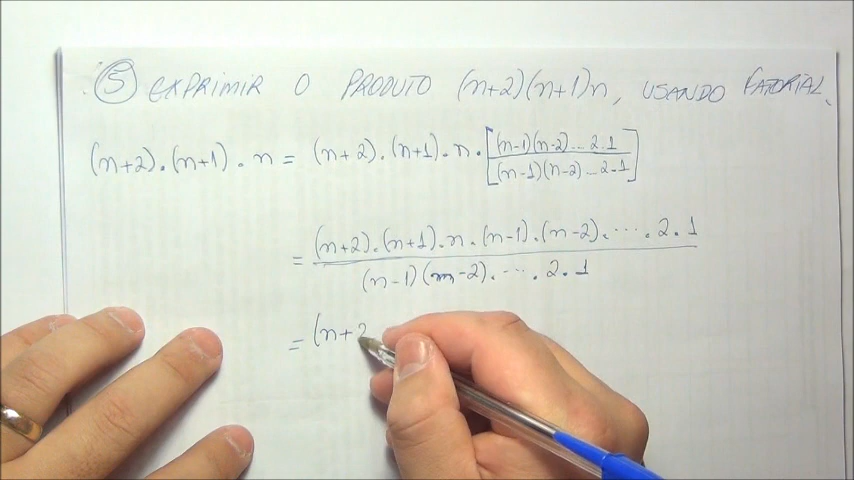 5 EXPRIMIR O PRODUTO (n+2)(n+1)n, USANDO FATORIAL.
(n+2).(n+1).n = (n+2).(n+1).n.[(n-1)(n-2)...2.1/(n-1)(n-2)...2.1]
= (n+2).(n+1).n.(n-1).(n-2).....2.1
(n-1)(n-2).....2.1
= (n+2